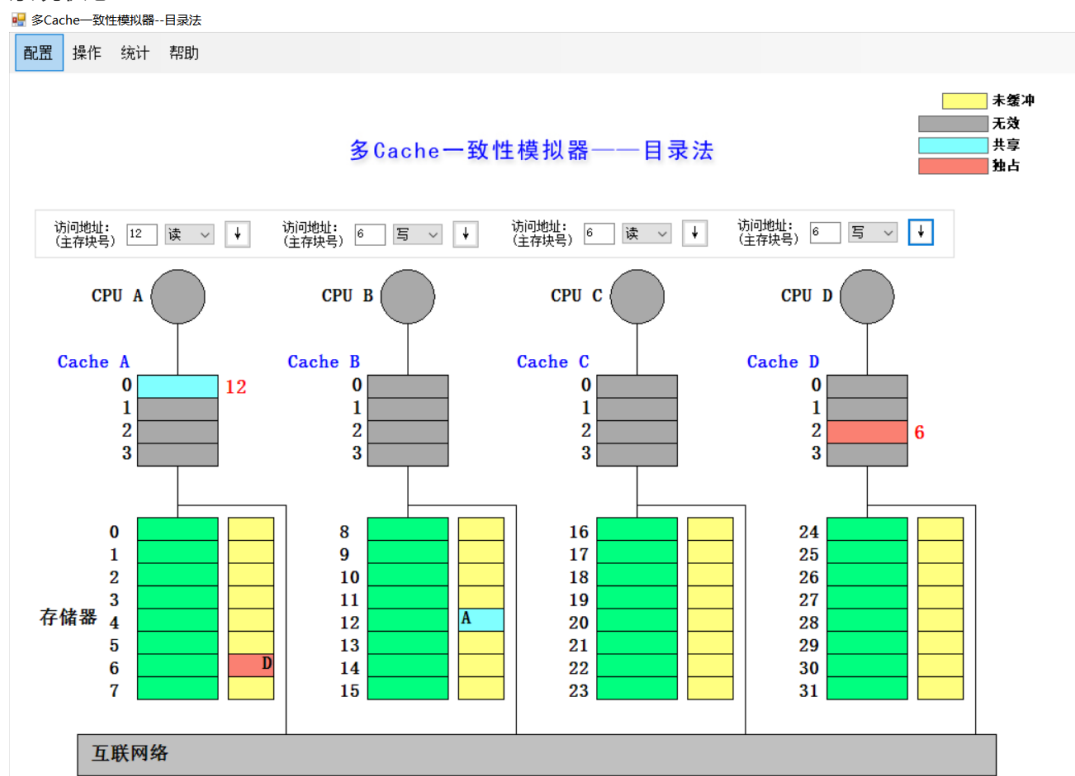 多Cache一致性模拟器--目录法
配置 操作 统计 帮助
未缓冲
无效
共享
独占
多Cache一致性模拟器——目录法
访问地址: 12 读 ↓ 访问地址: 6 写 ↓ 访问地址: 6 读 ↓ 访问地址: 6 写 ↓
(主存块号) (主存块号) (主存块号) (主存块号)
CPU A CPU B CPU C CPU D
Cache A Cache B Cache C Cache D
0 12 0 0 0
1 1 1 1
2 2 2 2 6
3 3 3 3
0 8 16 24
1 9 17 25
2 10 18 26
3 11 19 27
存储器 4 12 A 20 28
5 13 21 29
6 D 14 22 30
7 15 23 31
互联网络